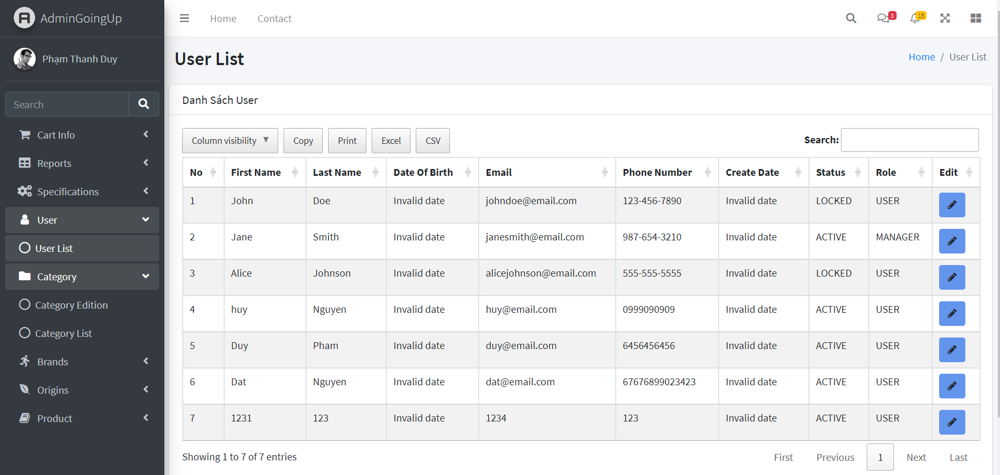 AdminGoingUp
Home Contact
3 15
Phạm Thanh Duy
Search
Cart Info
Reports
Specifications
User
User List
Category
Category Edition
Category List
Brands
Origins
Product
User List
Home / User List
Danh Sách User
Column visibility ▼ Copy Print Excel CSV Search:
No First Name Last Name Date Of Birth Email Phone Number Create Date Status Role Edit
1 John Doe Invalid date johndoe@email.com 123-456-7890 Invalid date LOCKED USER
2 Jane Smith Invalid date janesmith@email.com 987-654-3210 Invalid date ACTIVE MANAGER
3 Alice Johnson Invalid date alicejohnson@email.com 555-555-5555 Invalid date LOCKED USER
4 huy Nguyen Invalid date huy@email.com 0999090909 Invalid date ACTIVE USER
5 Duy Pham Invalid date duy@email.com 6456456456 Invalid date ACTIVE USER
6 Dat Nguyen Invalid date dat@email.com 67676899023423 Invalid date ACTIVE USER
7 1231 123 Invalid date 1234 123 Invalid date ACTIVE USER
Showing 1 to 7 of 7 entries
First Previous 1 Next Last